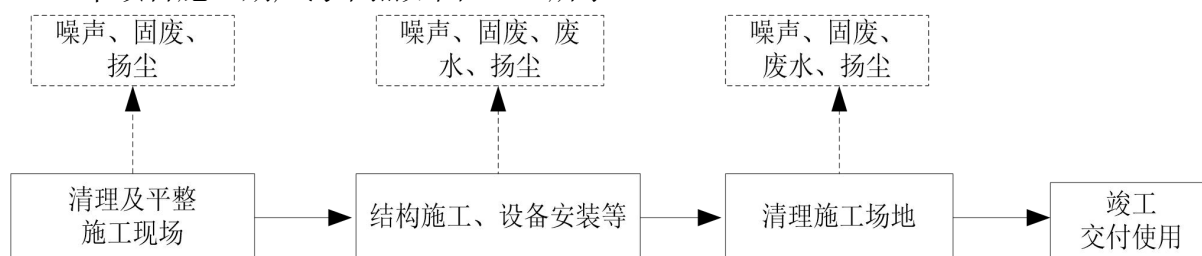 噪声、固废、
扬尘
噪声、固废、废
水、扬尘
噪声、固废、
废水、扬尘
清理及平整
施工现场
结构施工、设备安装等
清理施工场地
竣工
交付使用